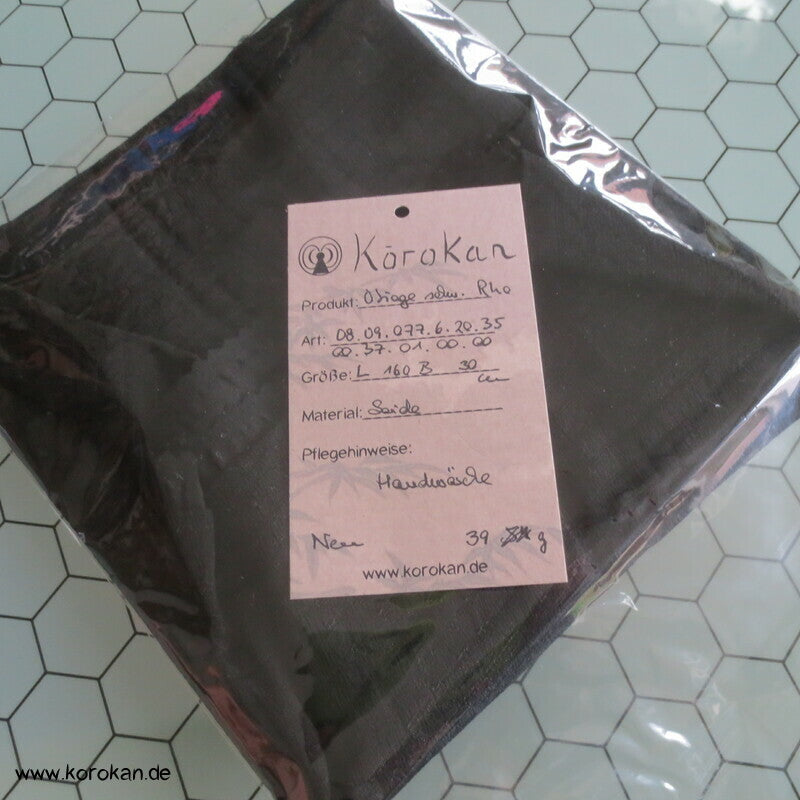 Kōrokan
Produkt: Obiage schw. Rho
Art: 08.09.077.6.20.35
00.37.01.00.00
Größe: L 160 B 30
cm
Material: Seide
Pflegehinweise:
Handwäsche
Neu 39 g
www.korokan.de
www.korokan.de